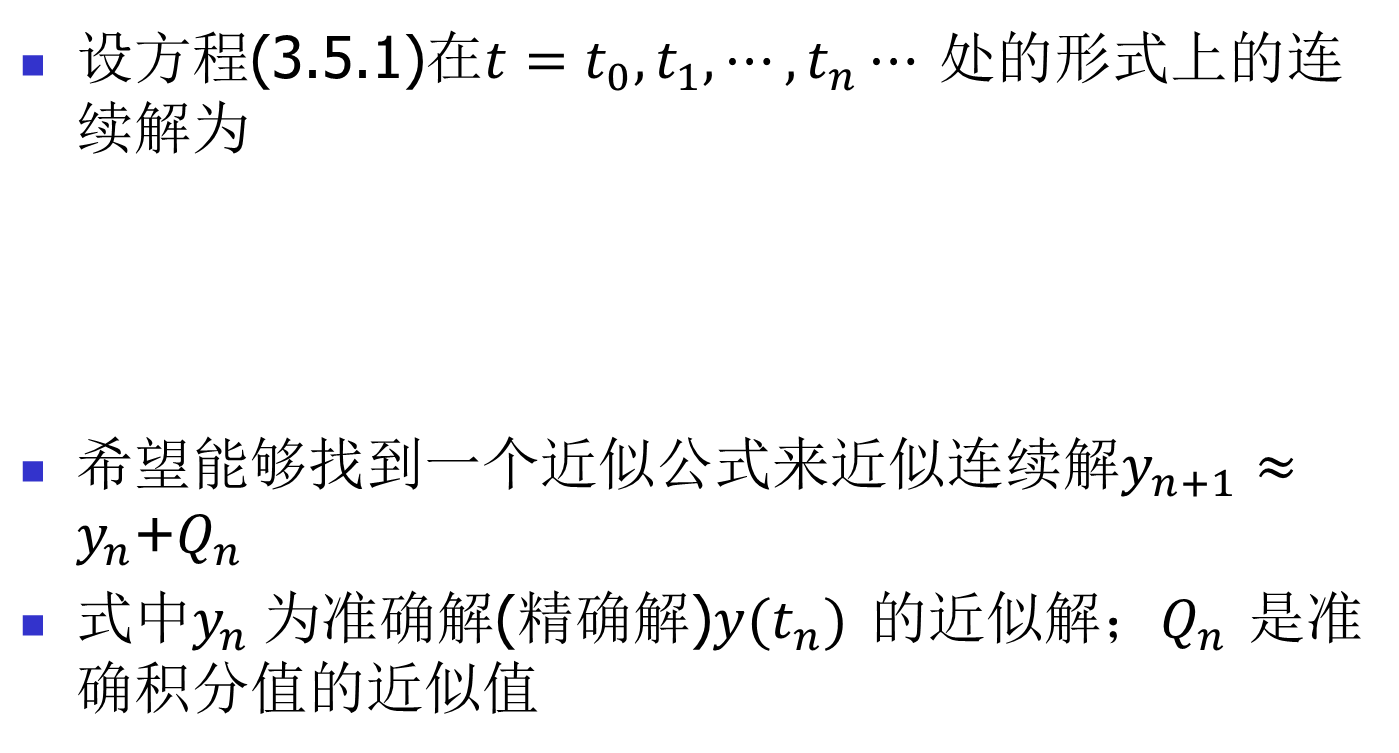 设方程(3.5.1)在t = t₀, t₁, ⋯ , tₙ ⋯ 处的形式上的连
续解为
希望能够找到一个近似公式来近似连续解yₙ₊₁ ≈
yₙ+Qₙ
式中yₙ 为准确解(精确解)y(tₙ) 的近似解；Qₙ 是准
确积分值的近似值